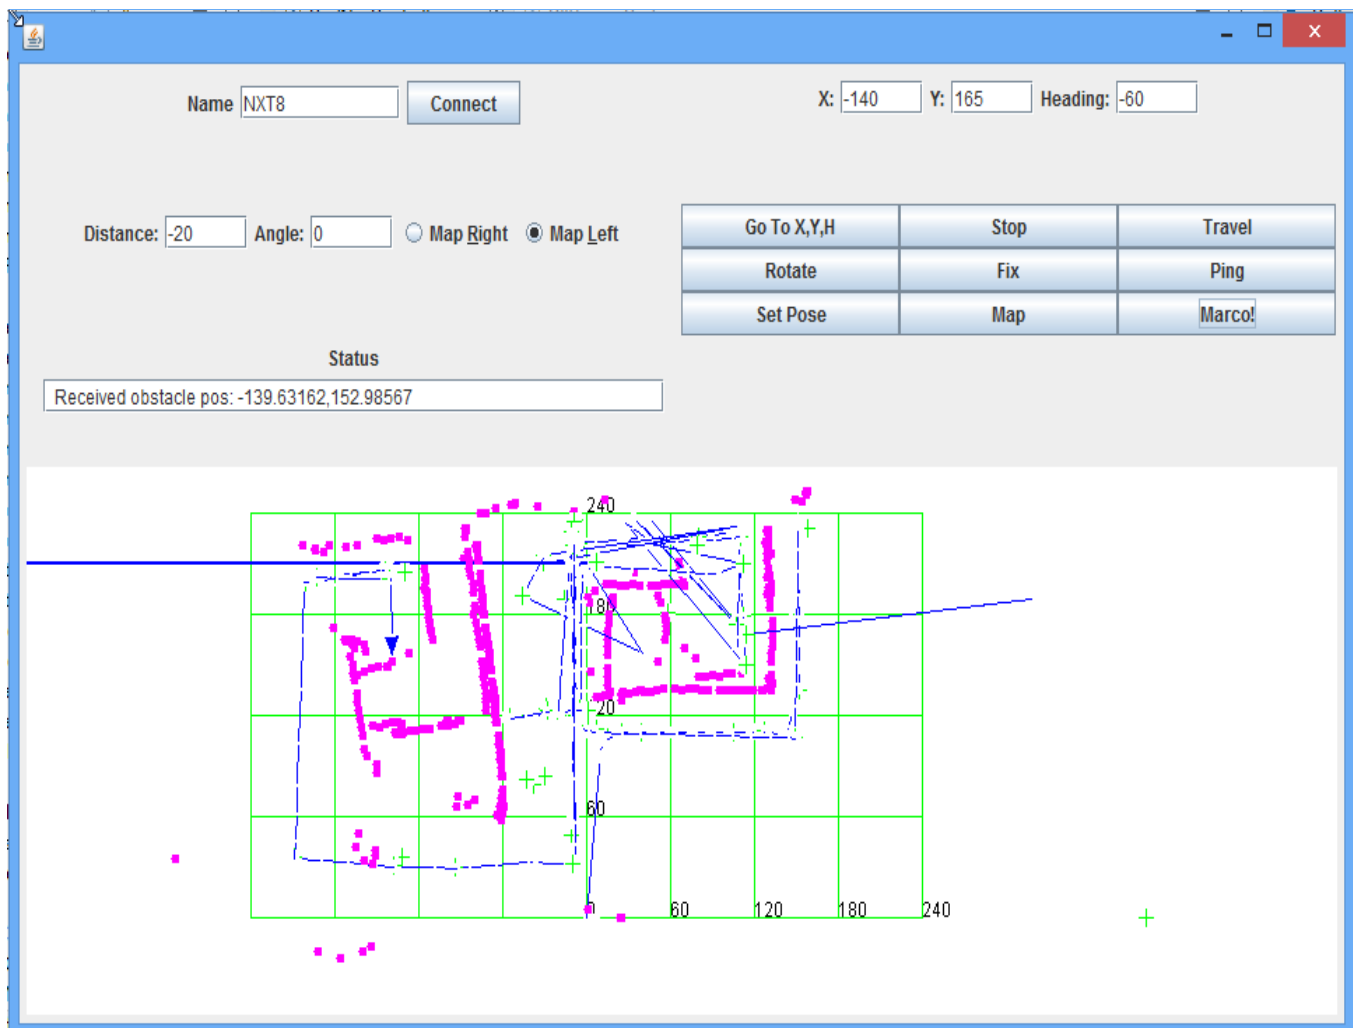 Name NXT8 Connect X: -140 Y: 165 Heading: -60
Distance: -20 Angle: 0 Map Right Map Left
Go To X,Y,H Stop Travel
Rotate Fix Ping
Set Pose Map Marco!
Status
Received obstacle pos: -139.63162,152.98567
240
180
20
60
0 60 120 180 240